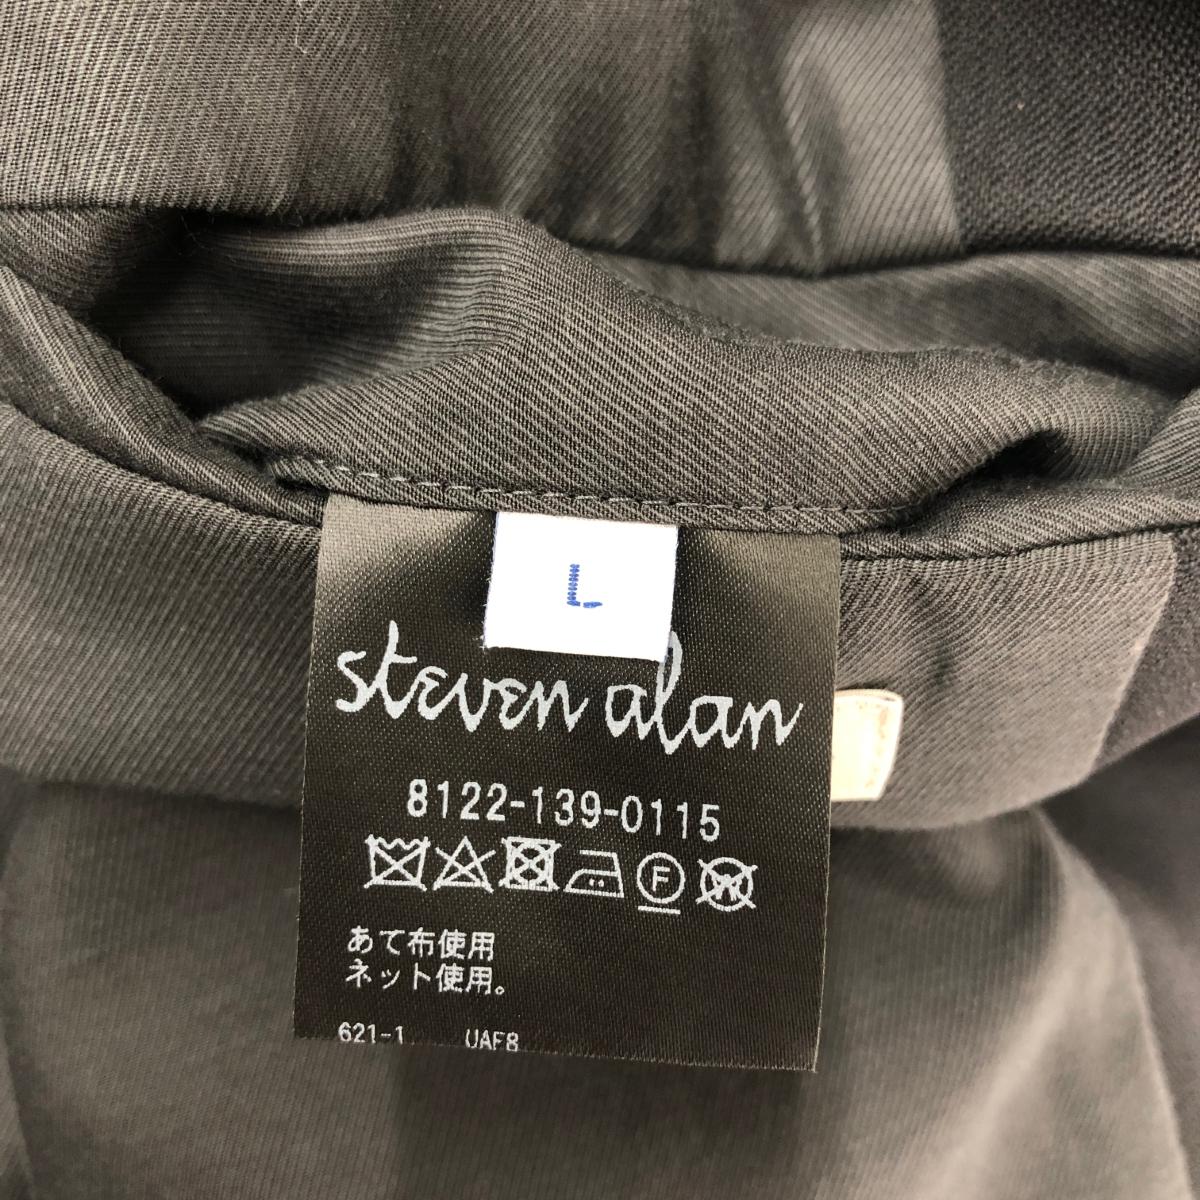 L
steven alan
8122-139-0115
F W
あて布使用
ネット使用。
621-1 UAF8